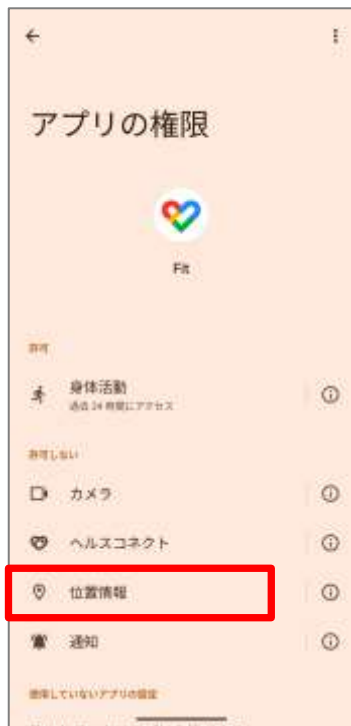 アプリの権限
Fit
許可
身体活動
過去 24 時間にアクセス
許可しない
カメラ
ヘルスコネクト
位置情報
通知
使用していないアプリの設定